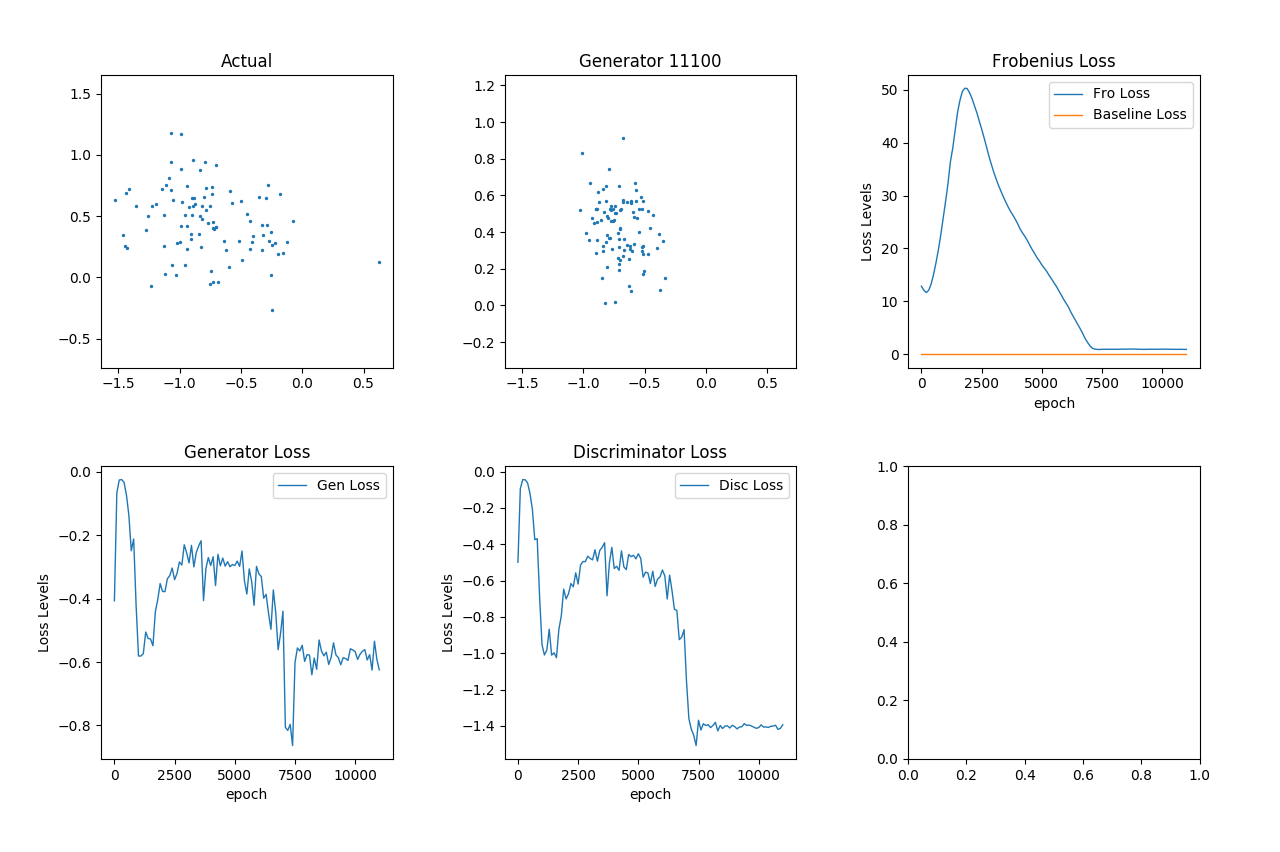 Actual
1.5
1.0
0.5
0.0
−0.5
−1.5 −1.0 −0.5 0.0 0.5
Generator 11100
1.2
1.0
0.8
0.6
0.4
0.2
0.0
−0.2
−1.5 −1.0 −0.5 0.0 0.5
Frobenius Loss
Fro Loss
Baseline Loss
Loss Levels
50
40
30
20
10
0
0 2500 5000 7500 10000
epoch
Generator Loss
Gen Loss
Loss Levels
0.0
−0.2
−0.4
−0.6
−0.8
0 2500 5000 7500 10000
epoch
Discriminator Loss
Disc Loss
Loss Levels
0.0
−0.2
−0.4
−0.6
−0.8
−1.0
−1.2
−1.4
0 2500 5000 7500 10000
epoch
1.0
0.8
0.6
0.4
0.2
0.0
0.0 0.2 0.4 0.6 0.8 1.0